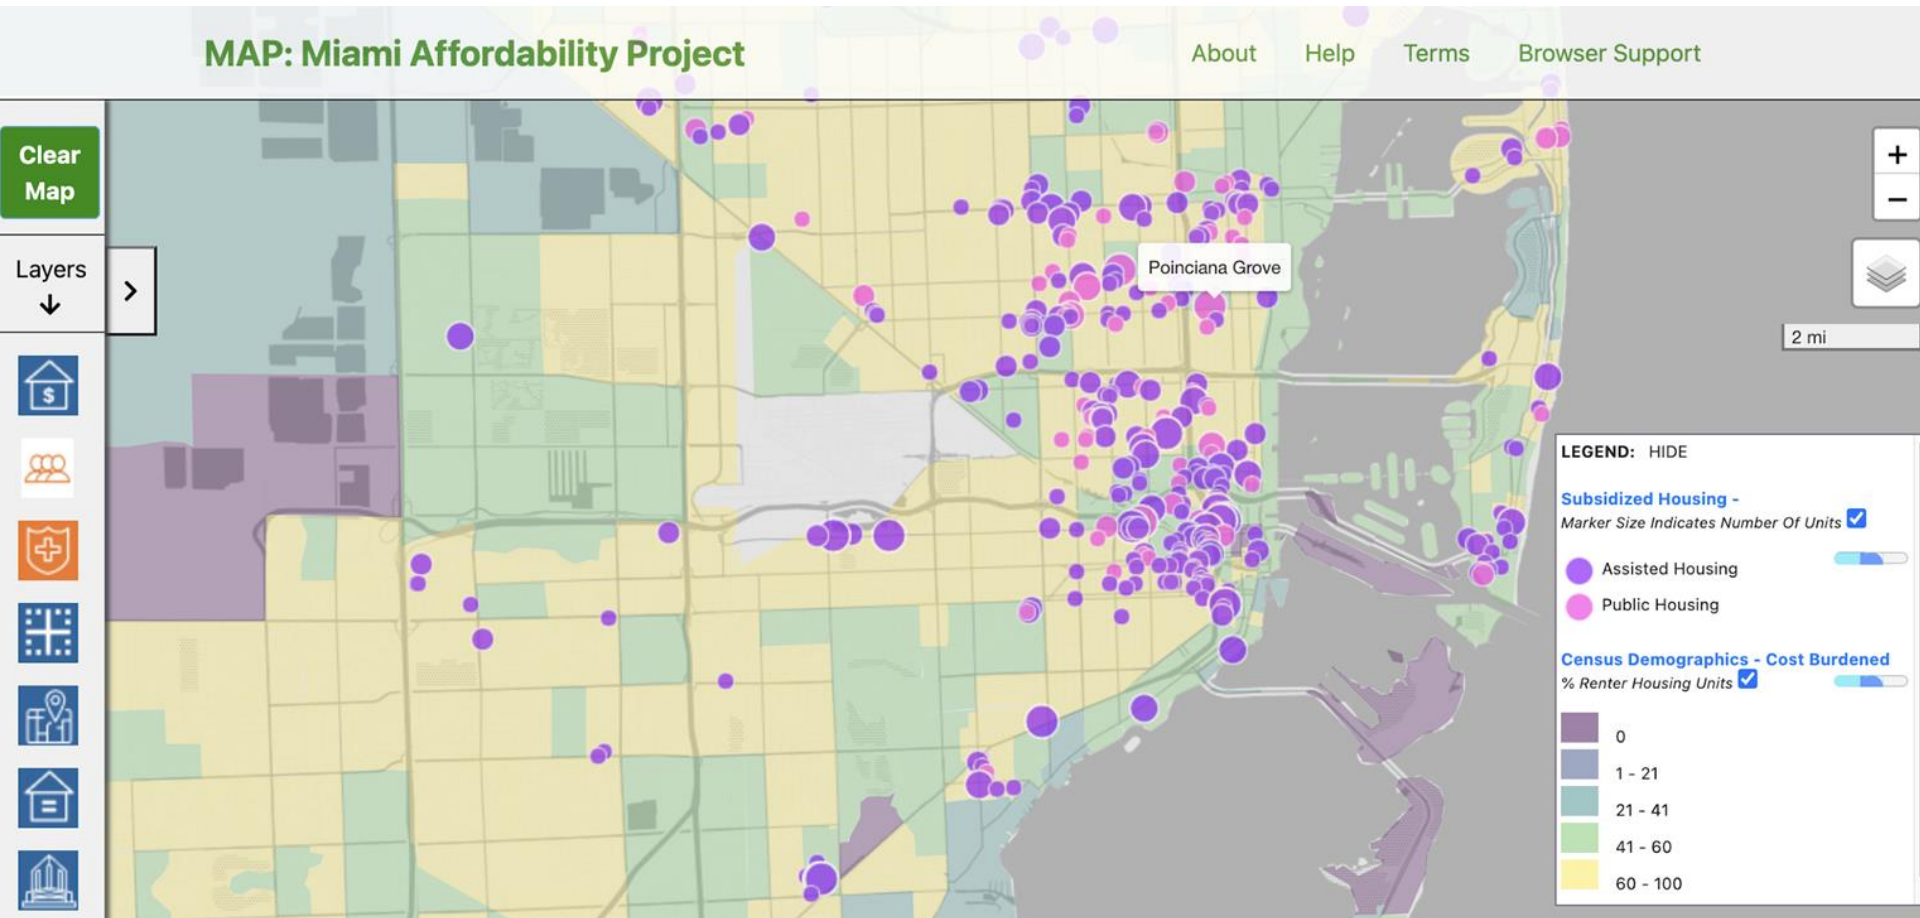 MAP: Miami Affordability Project
About
Help
Terms
Browser Support
Clear
Map
Layers
Poinciana Grove
+
−
2 mi
LEGEND: HIDE
Subsidized Housing -
Marker Size Indicates Number Of Units
Assisted Housing
Public Housing
Census Demographics - Cost Burdened
% Renter Housing Units
0
1 - 21
21 - 41
41 - 60
60 - 100